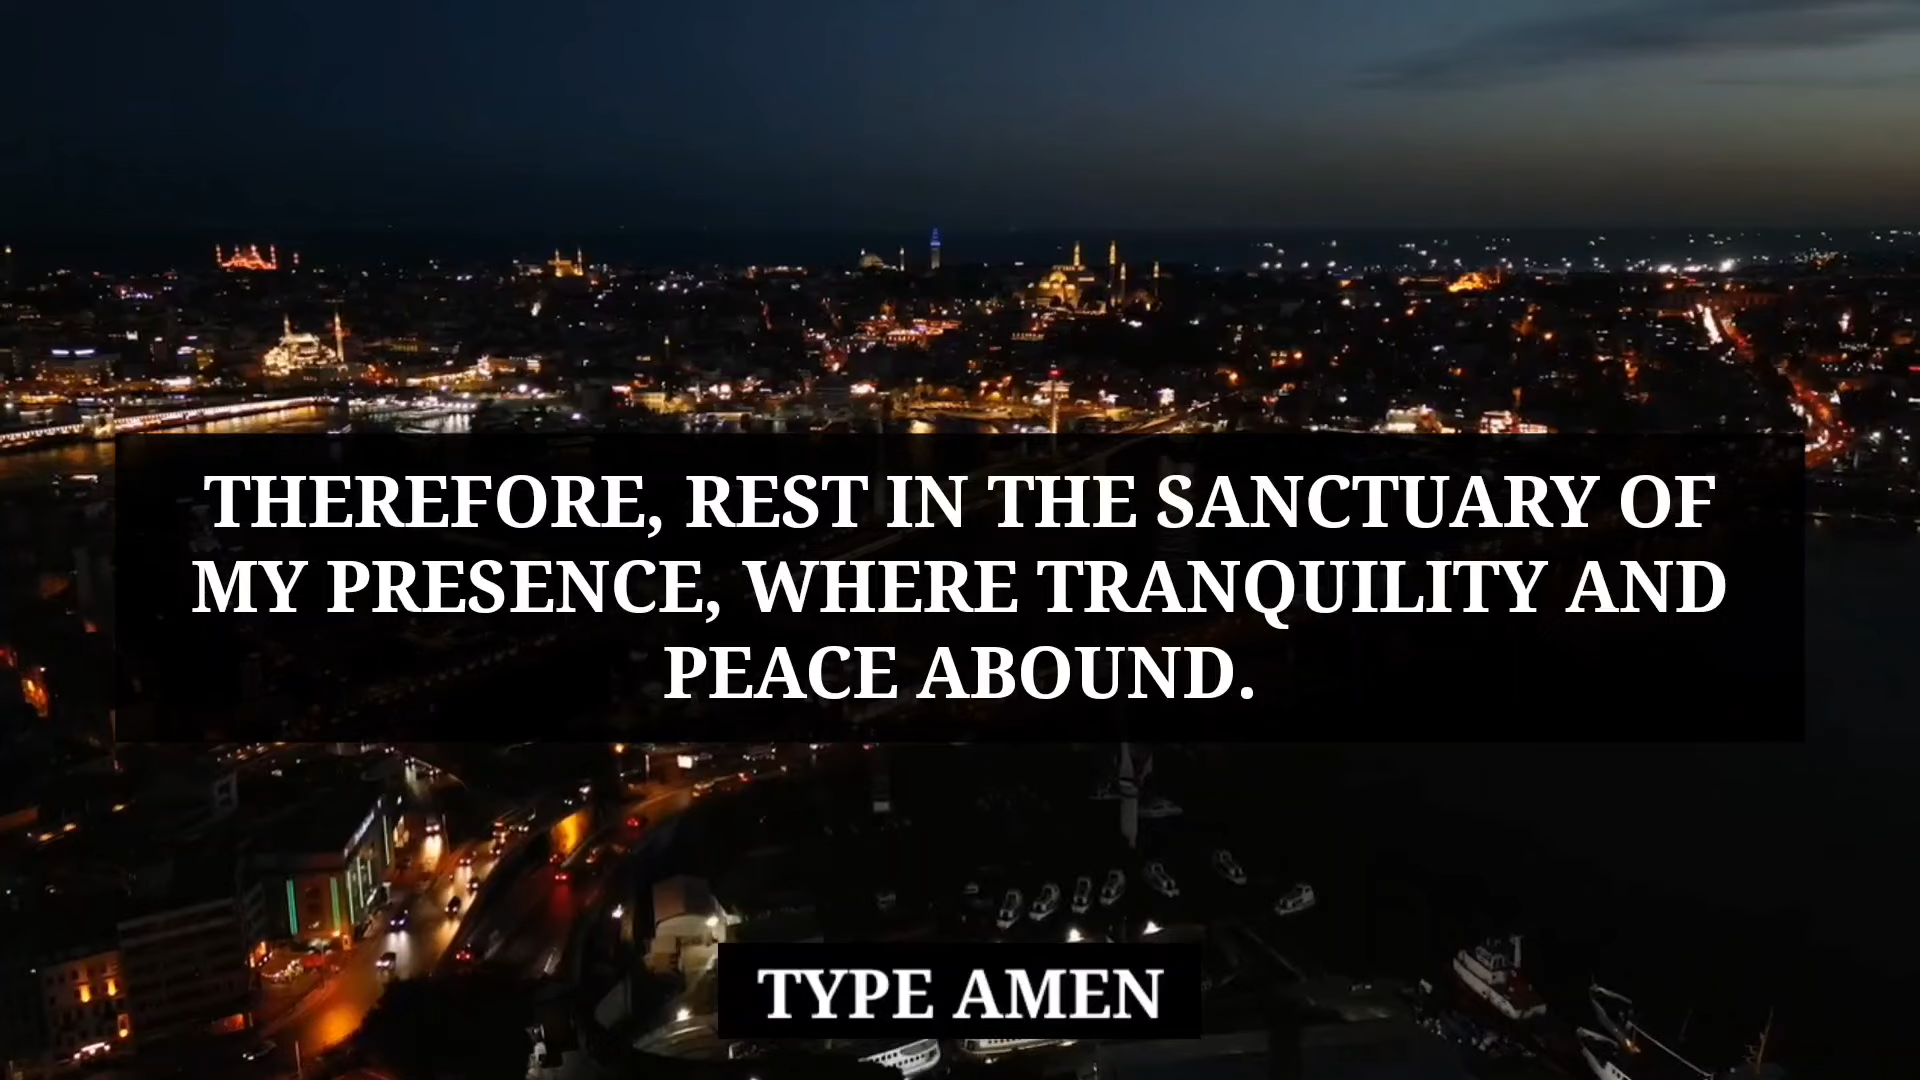 THEREFORE, REST IN THE SANCTUARY OF
MY PRESENCE, WHERE TRANQUILITY AND
PEACE ABOUND.
TYPE AMEN